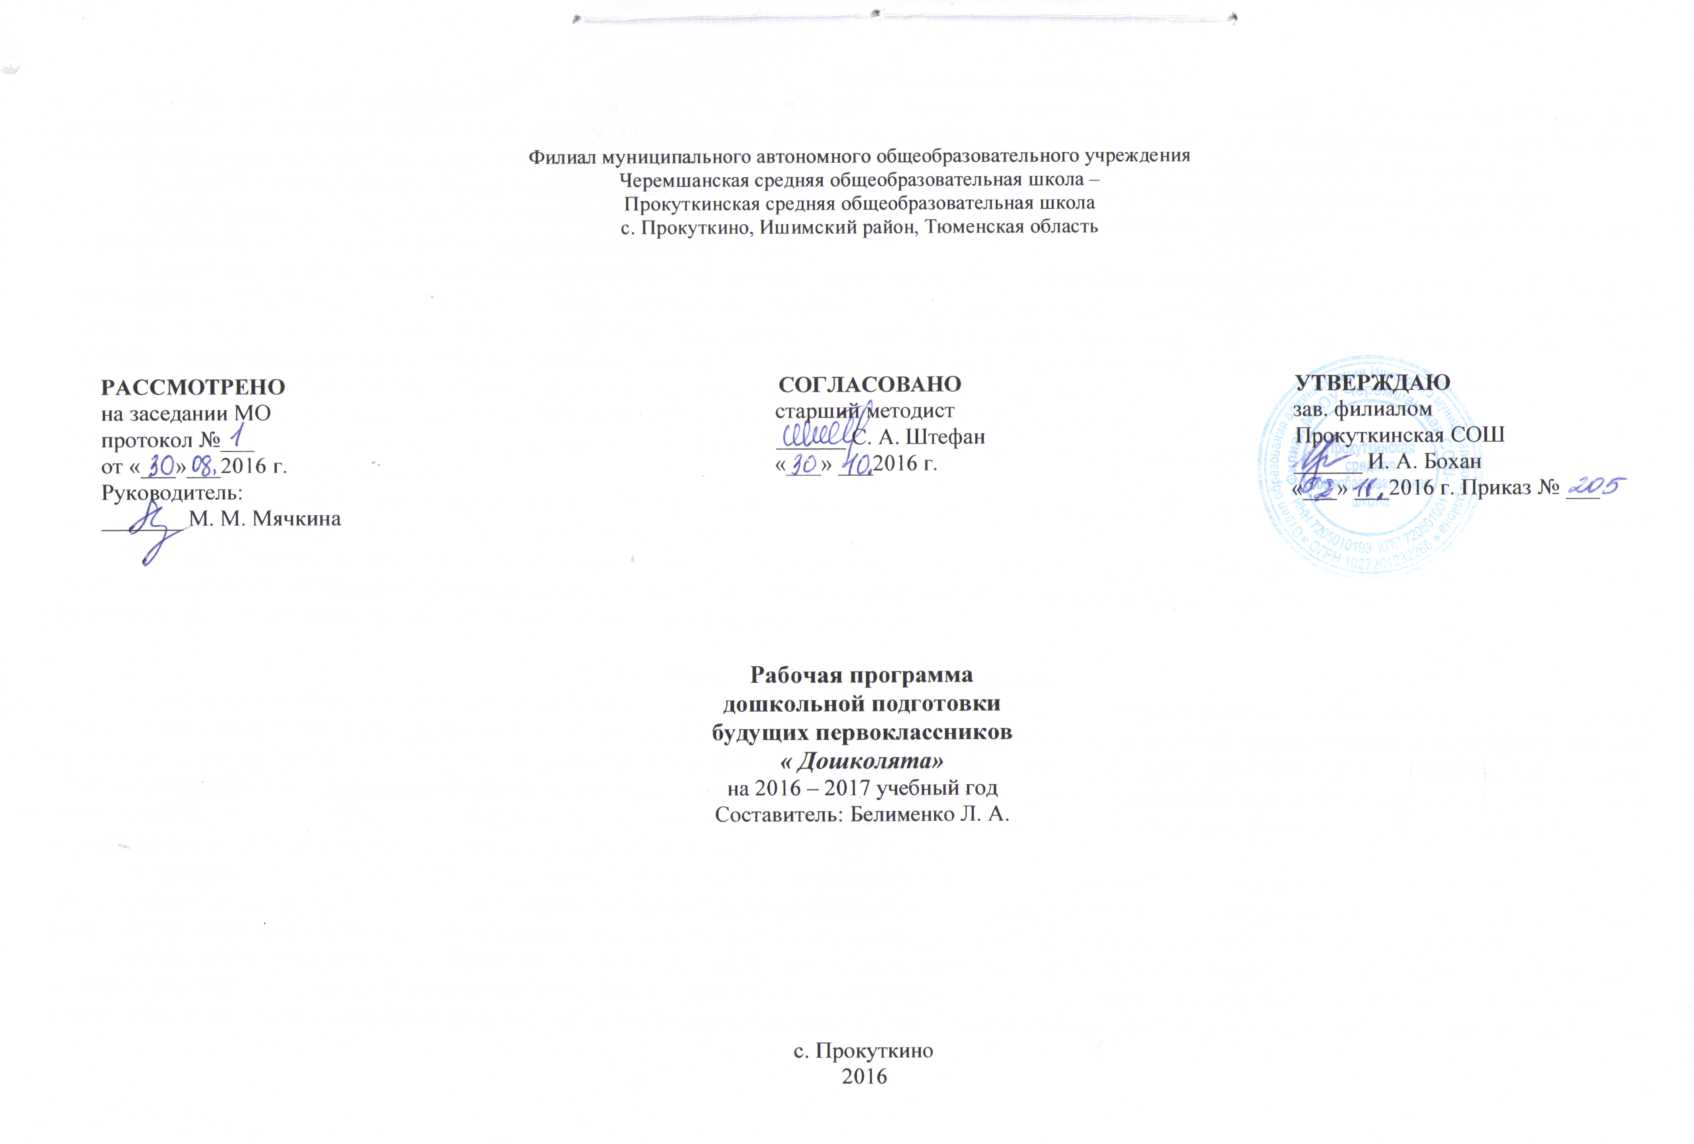 Филиал муниципального автономного общеобразовательного учреждения
Черемшанская средняя общеобразовательная школа –
Прокуткинская средняя общеобразовательная школа
с. Прокуткино, Ишимский район, Тюменская область
РАССМОТРЕНО
на заседании МО
протокол № 1
от « 30 » 08. 2016 г.
Руководитель:
М. М. Мячкина
СОГЛАСОВАНО
старший методист
С. А. Штефан
« 30 » 10. 2016 г.
УТВЕРЖДАЮ
зав. филиалом
Прокуткинская СОШ
И. А. Бохан
« 02 » 11. 2016 г. Приказ № 205
Рабочая программа
дошкольной подготовки
будущих первоклассников
« Дошколята»
на 2016 – 2017 учебный год
Составитель: Белименко Л. А.
с. Прокуткино
2016